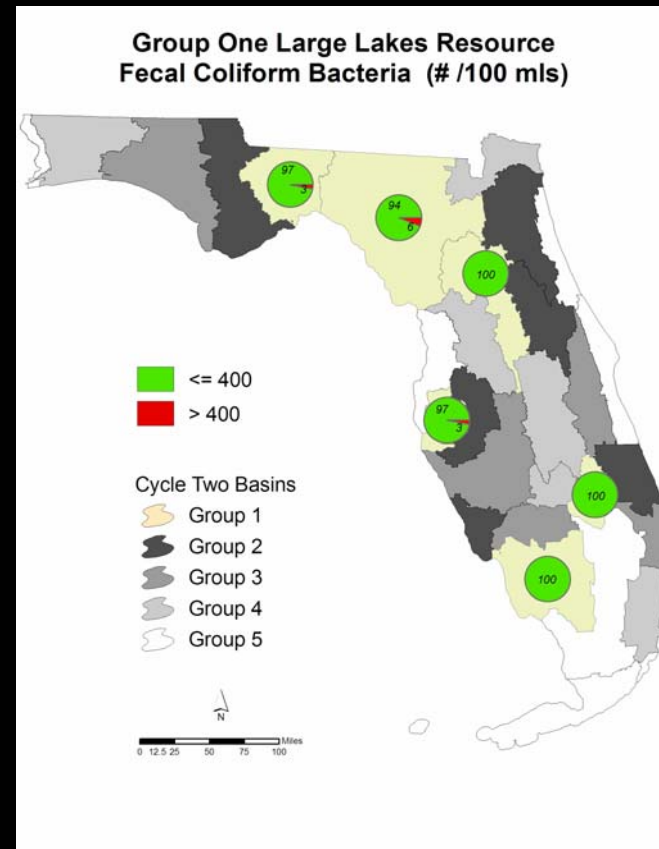 Group One Large Lakes Resource
Fecal Coliform Bacteria (# /100 mls)
97
3
94
6
100
<= 400
> 400
97
3
Cycle Two Basins
Group 1
100
Group 2
Group 3
100
Group 4
Group 5
N
Miles
0 12.5 25 50 75 100